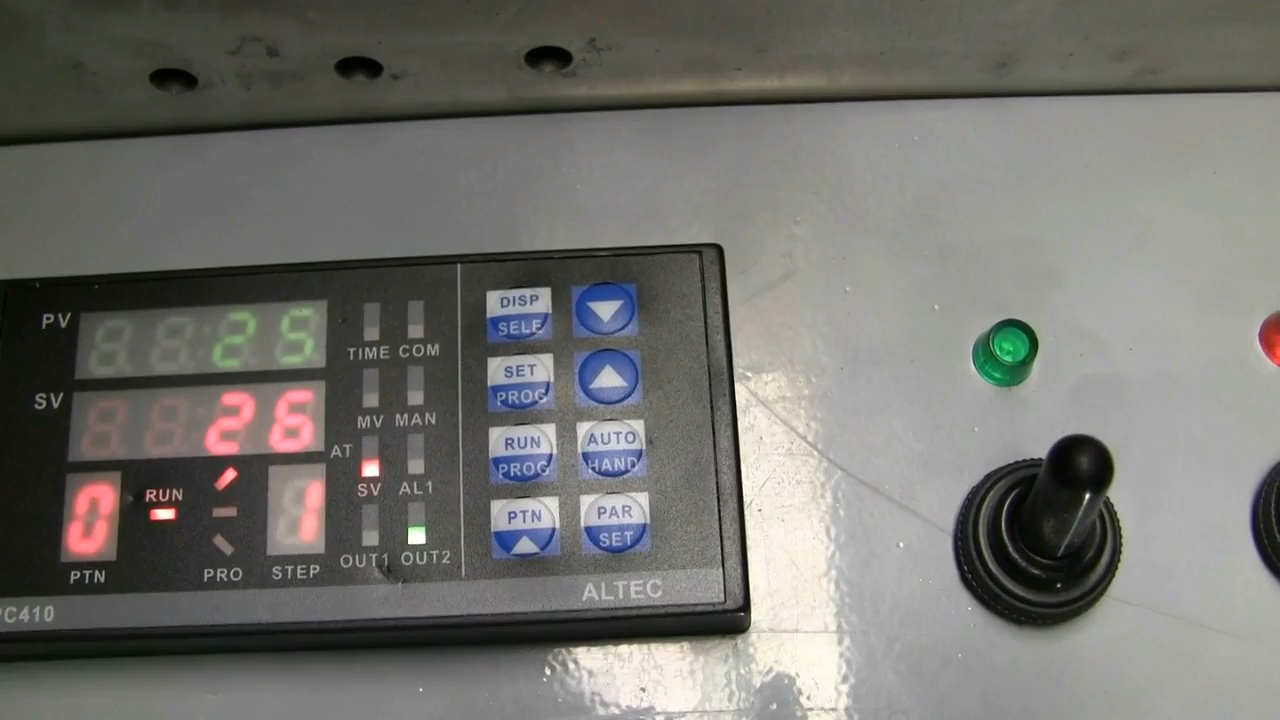 PV 25
TIME COM
SV 26
MV MAN
AT
SV AL1
0 RUN 1
OUT1 OUT2
PTN PRO STEP
PC410
DISP
SELE
SET
PROG
RUN
PROG
AUTO
HAND
PTN
PAR
SET
ALTEC